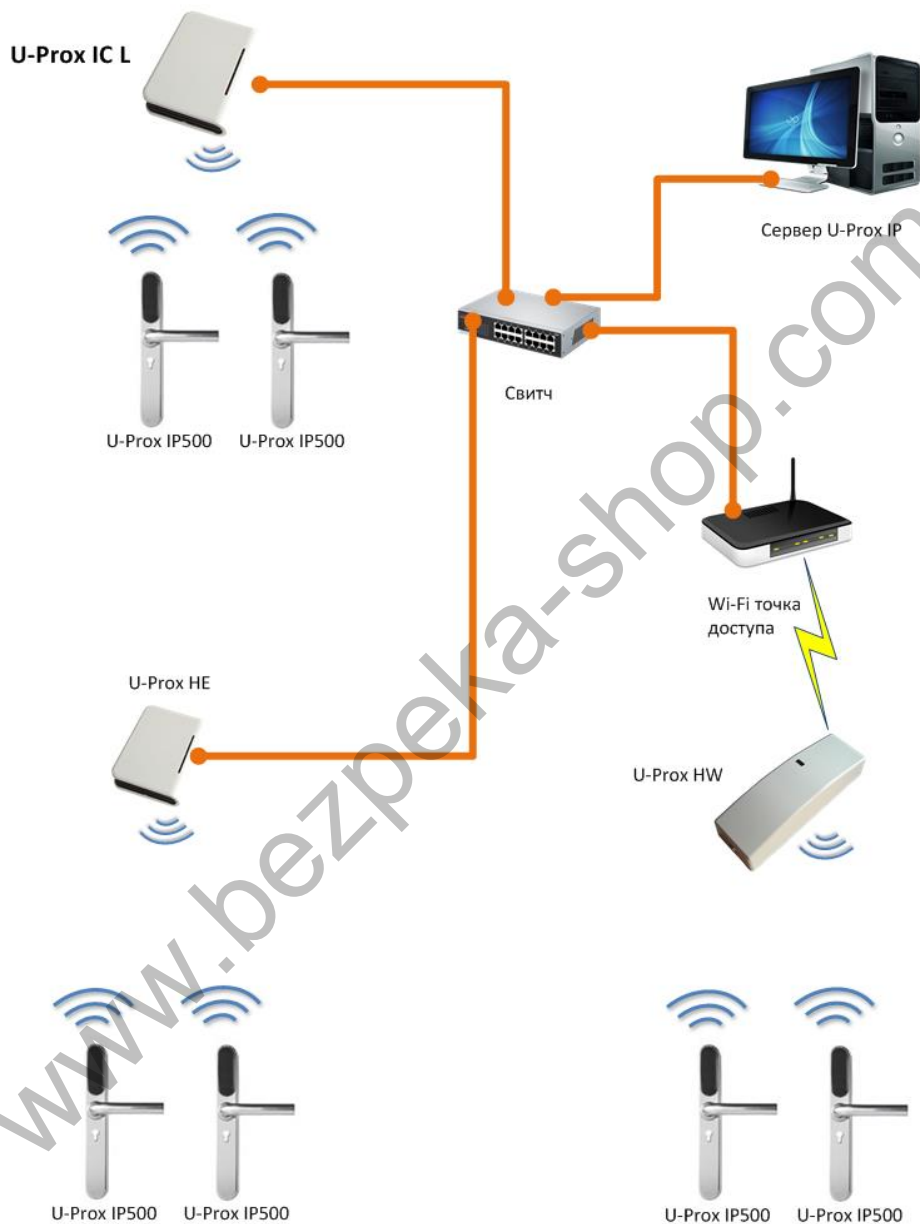 U-Prox IC L
Сервер U-Prox IP
Свитч
U-Prox IP500 U-Prox IP500
Wi-Fi точка
доступа
U-Prox HE
U-Prox HW
www.bezpeka-shop.com
U-Prox IP500 U-Prox IP500
U-Prox IP500 U-Prox IP500